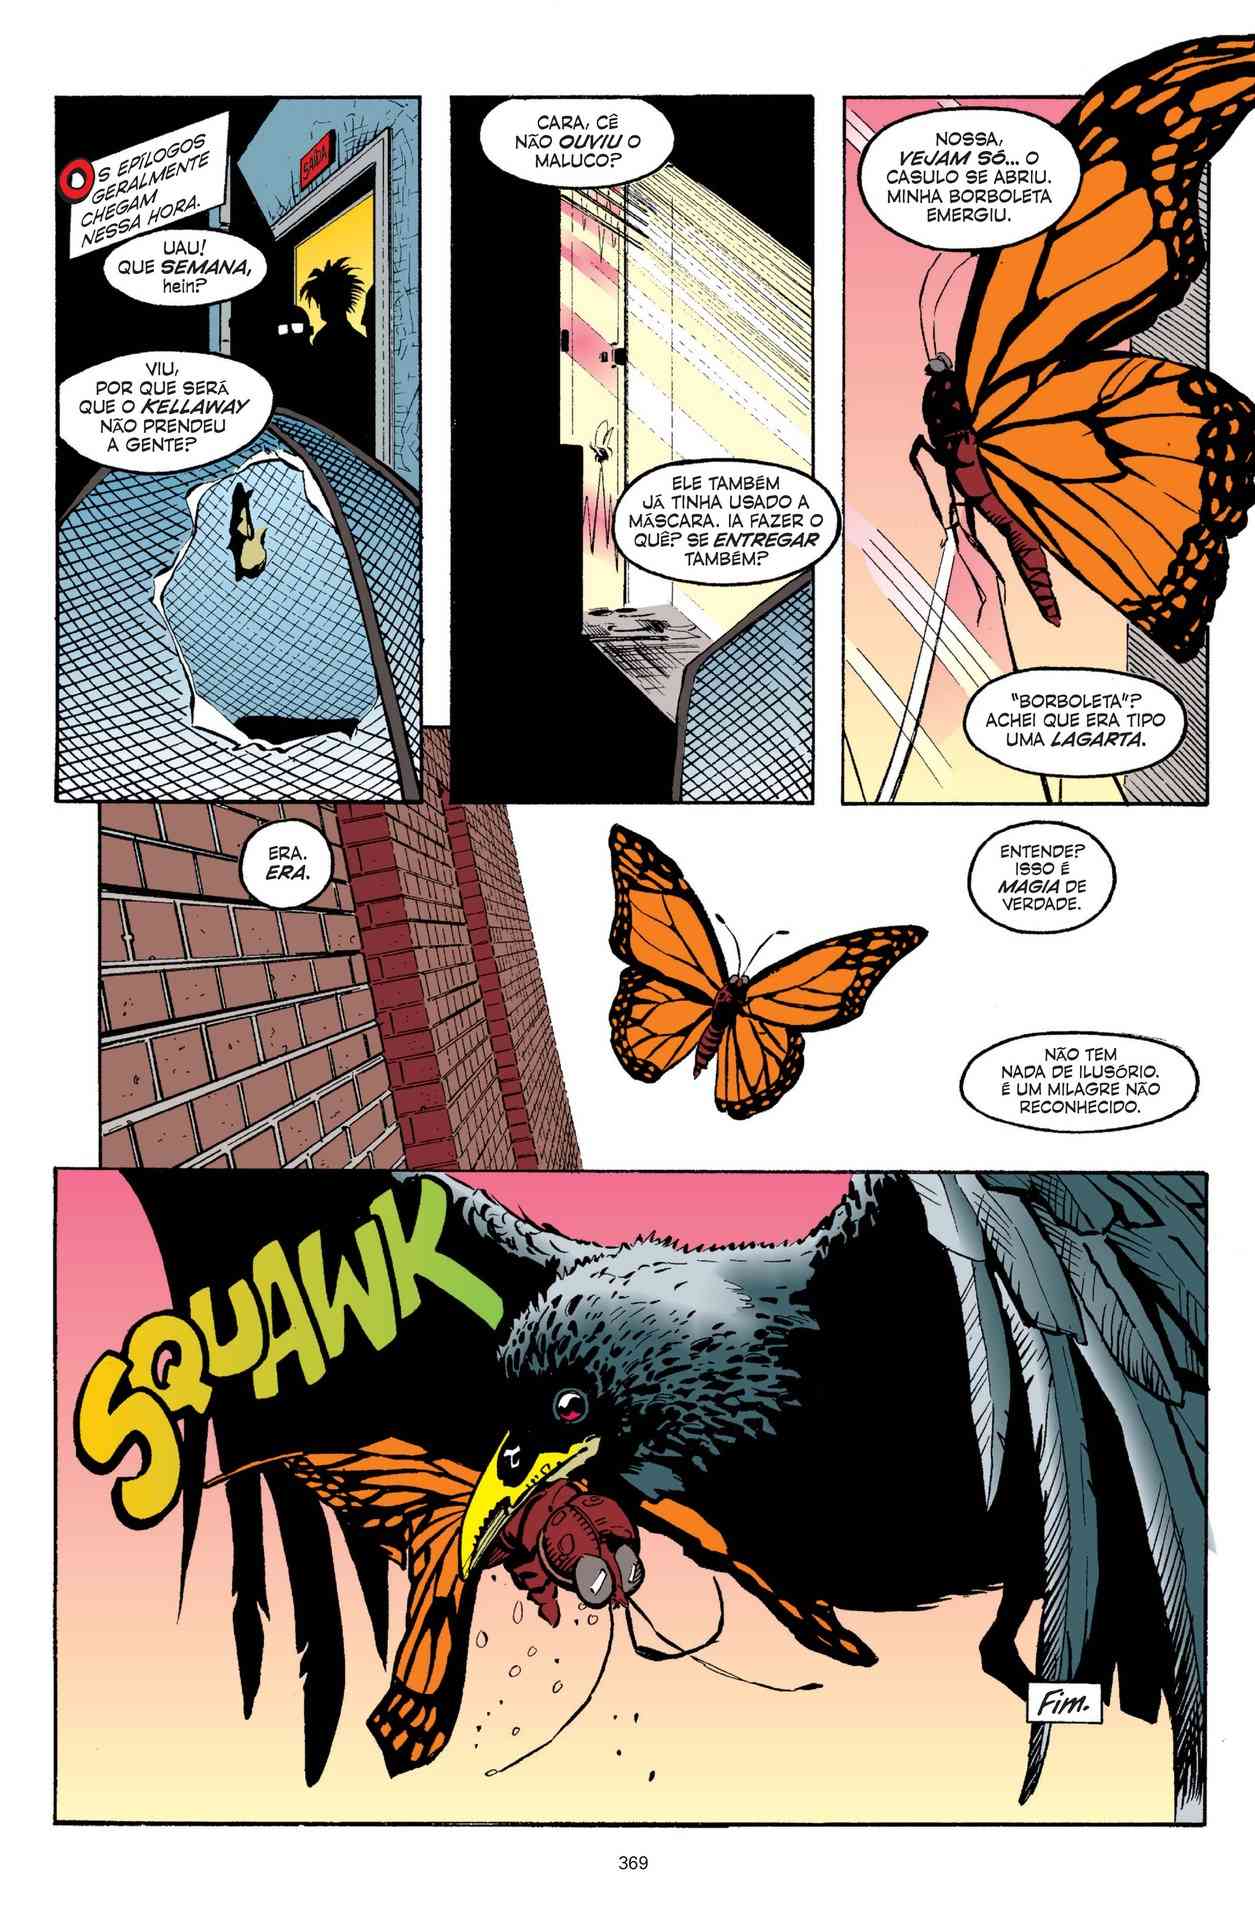 OS EPÍLOGOS
GERALMENTE
CHEGAM
NESSA HORA.
SAÍDA
UAU!
QUE SEMANA,
hein?
VIU,
POR QUE SERÁ
QUE O KELLAWAY
NÃO PRENDEU
A GENTE?
CARA, CÊ
NÃO OUVIU O
MALUCO?
ELE TAMBÉM
JÁ TINHA USADO A
MÁSCARA. IA FAZER O
QUÊ? SE ENTREGAR
TAMBÉM?
NOSSA,
VEJAM SÓ... O
CASULO SE ABRIU.
MINHA BORBOLETA
EMERGIU.
"BORBOLETA"?
ACHEI QUE ERA TIPO
UMA LAGARTA.
ERA.
ERA.
ENTENDE?
ISSO É
MAGIA DE
VERDADE.
NÃO TEM
NADA DE ILUSÓRIO.
É UM MILAGRE NÃO
RECONHECIDO.
SQUAWK
Fim.
369